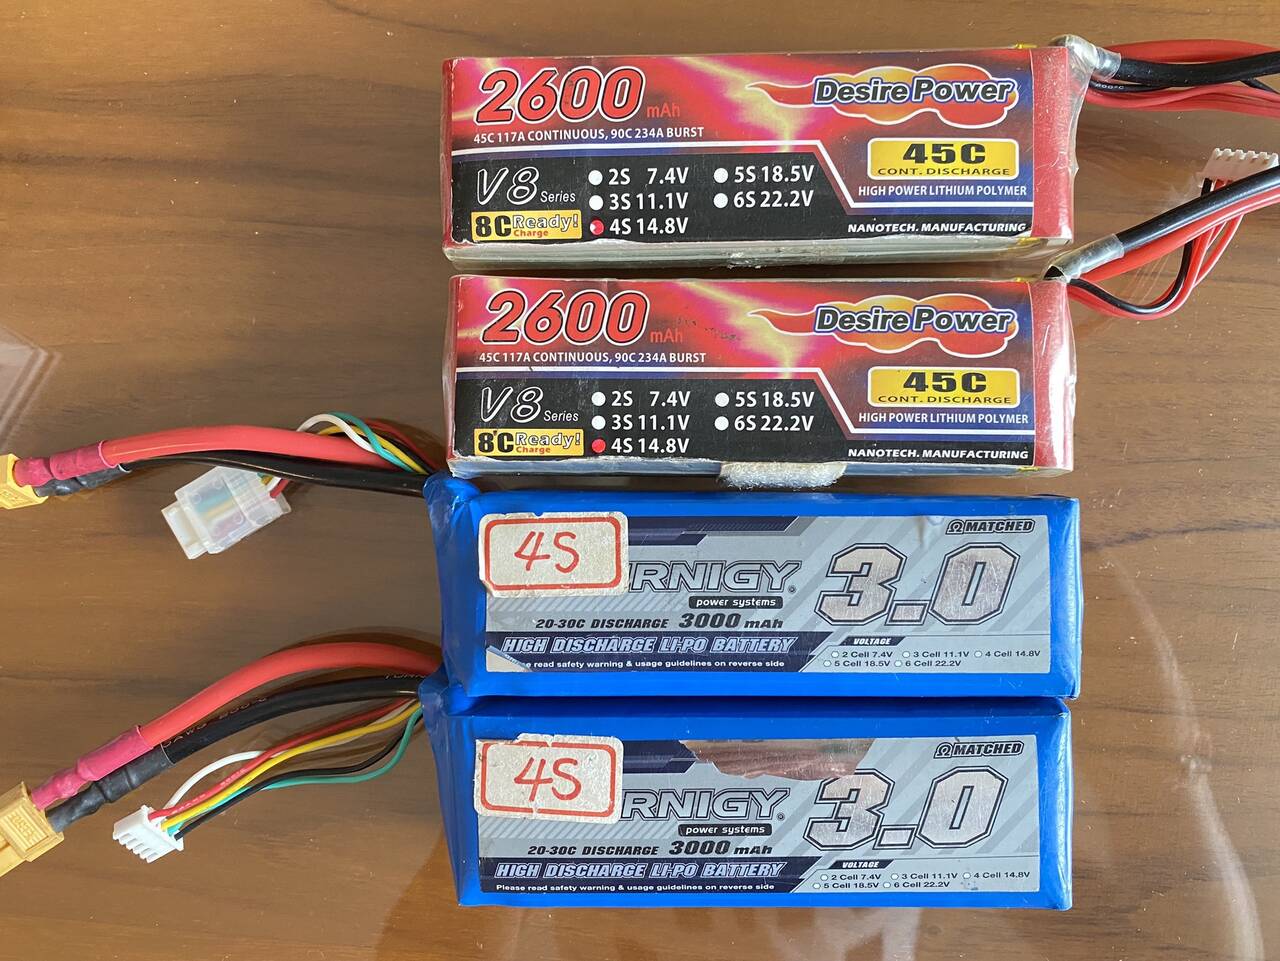 2600 mAh
Desire Power
45C 117A CONTINUOUS, 90C 234A BURST
45C
CONT. DISCHARGE
V8 Series
2S 7.4V
5S 18.5V
3S 11.1V
6S 22.2V
4S 14.8V
HIGH POWER LITHIUM POLYMER
8C Ready!
Charge
NANOTECH. MANUFACTURING
2600 mAh
Desire Power
45C 117A CONTINUOUS, 90C 234A BURST
45C
CONT. DISCHARGE
V8 Series
2S 7.4V
5S 18.5V
3S 11.1V
6S 22.2V
4S 14.8V
HIGH POWER LITHIUM POLYMER
8C Ready!
Charge
NANOTECH. MANUFACTURING
4S
RNIGY
power systems
ΩMATCHED
3.0
20-30C DISCHARGE 3000 mAh
HIGH DISCHARGE LI-PO BATTERY
read safety warning & usage guidelines on reverse side
VOLTAGE
2 Cell 7.4V 3 Cell 11.1V 4 Cell 14.8V
5 Cell 18.5V 6 Cell 22.2V
4S
RNIGY
power systems
ΩMATCHED
3.0
20-30C DISCHARGE 3000 mAh
HIGH DISCHARGE LI-PO BATTERY
Please read safety warning & usage guidelines on reverse side
VOLTAGE
2 Cell 7.4V 3 Cell 11.1V 4 Cell 14.8V
5 Cell 18.5V 6 Cell 22.2V